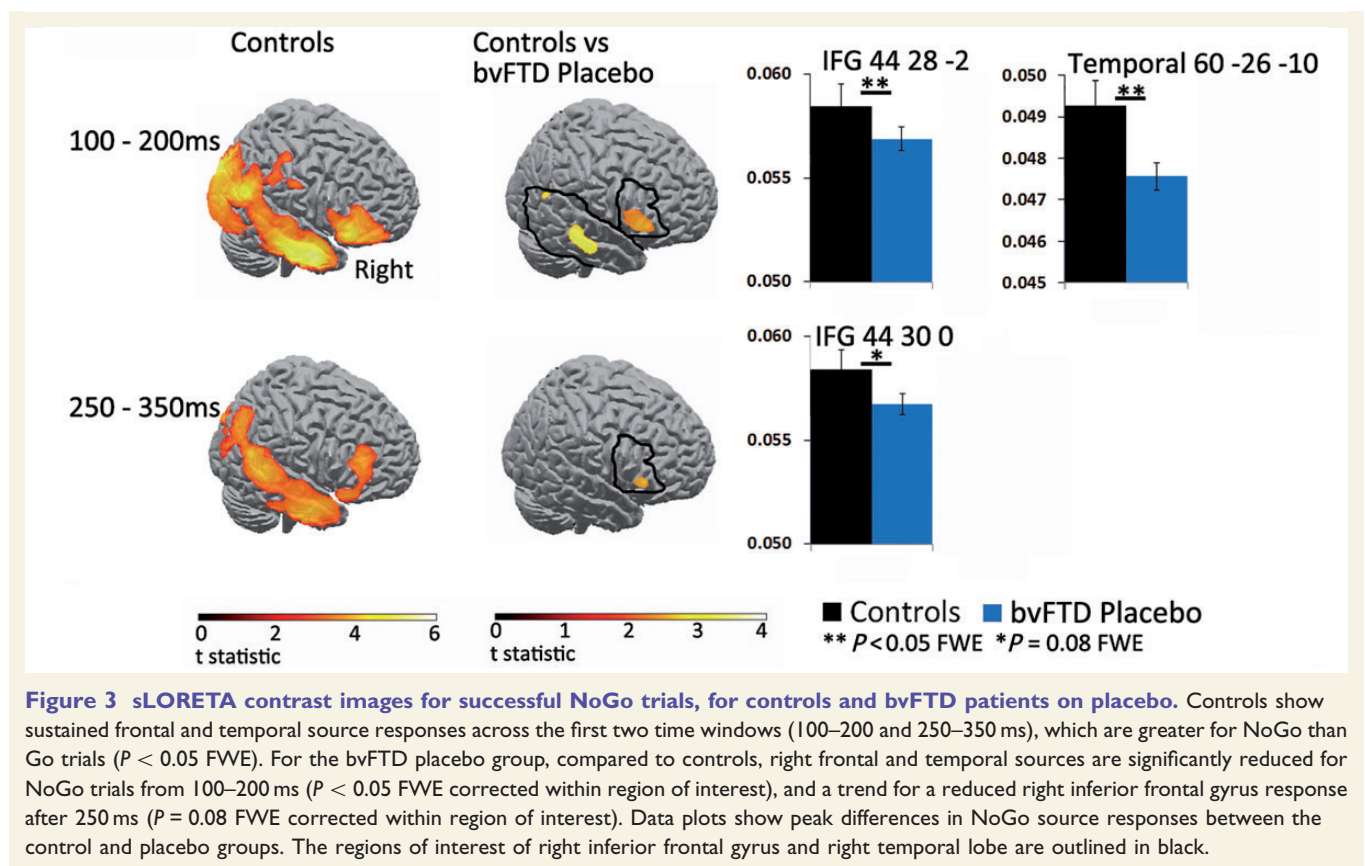 Controls
Controls vs
bvFTD Placebo
100 - 200ms
Right
IFG 44 28 -2
**
0.060
0.055
0.050
Temporal 60 -26 -10
**
0.050
0.049
0.048
0.047
0.046
0.045
250 - 350ms
IFG 44 30 0
*
0.060
0.055
0.050
0 2 4 6
t statistic
0 1 2 3 4
t statistic
Controls bvFTD Placebo
** P<0.05 FWE *P = 0.08 FWE
Figure 3 sLORETA contrast images for successful NoGo trials, for controls and bvFTD patients on placebo. Controls show
sustained frontal and temporal source responses across the first two time windows (100–200 and 250–350 ms), which are greater for NoGo than
Go trials (P < 0.05 FWE). For the bvFTD placebo group, compared to controls, right frontal and temporal sources are significantly reduced for
NoGo trials from 100–200 ms (P < 0.05 FWE corrected within region of interest), and a trend for a reduced right inferior frontal gyrus response
after 250 ms (P = 0.08 FWE corrected within region of interest). Data plots show peak differences in NoGo source responses between the
control and placebo groups. The regions of interest of right inferior frontal gyrus and right temporal lobe are outlined in black.